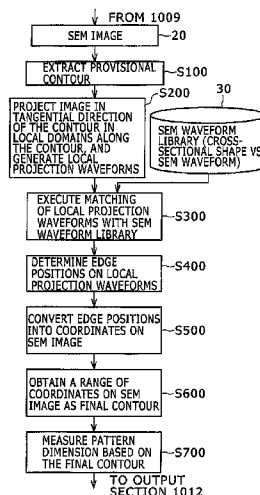 FROM 1009
SEM IMAGE
20
EXTRACT PROVISIONAL
CONTOUR
S100
S200
PROJECT IMAGE IN
TANGENTIAL DIRECTION
OF THE CONTOUR IN
LOCAL DOMAINS ALONG
THE CONTOUR, AND
GENERATE LOCAL
PROJECTION WAVEFORMS
30
SEM WAVEFORM
LIBRARY (CROSS-
SECTIONAL SHAPE VS
SEM WAVEFORM)
EXECUTE MATCHING
OF LOCAL PROJECTION
WAVEFORMS WITH SEM
WAVEFORM LIBRARY
S300
DETERMINE EDGE
POSITIONS ON LOCAL
PROJECTION WAVEFORMS
S400
CONVERT EDGE POSITIONS
INTO COORDINATES ON
SEM IMAGE
S500
OBTAIN A RANGE OF
COORDINATES ON SEM
IMAGE AS FINAL CONTOUR
S600
MEASURE PATTERN
DIMENSION BASED ON
THE FINAL CONTOUR
S700
TO OUTPUT
SECTION 1012